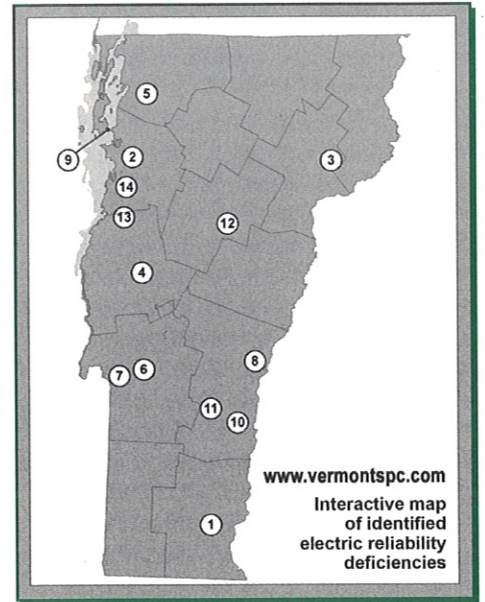 5
9
2
3
14
13
12
4
8
7
6
11
10
www.vermontspc.com
Interactive map
of identified
electric reliability
deficiencies
1